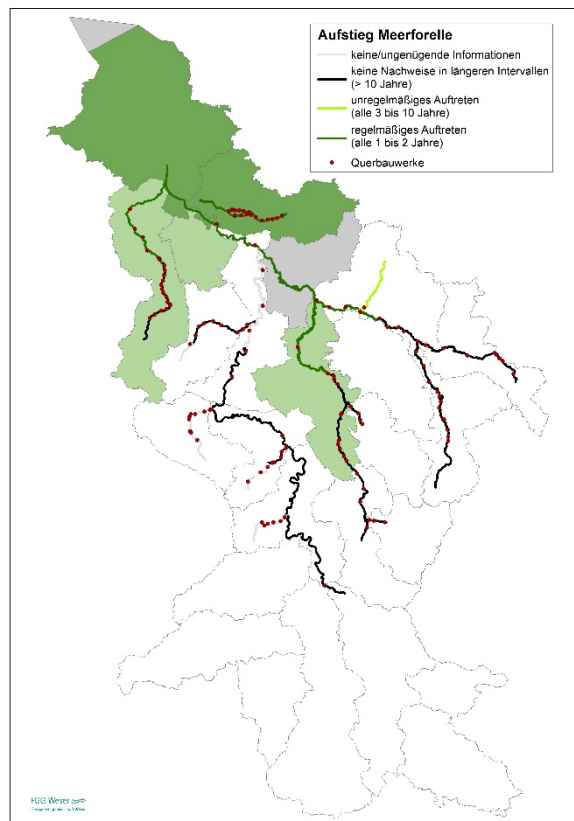 Aufstieg Meerforelle
keine/ungenügende Informationen
keine Nachweise in längeren Intervallen
(> 10 Jahre)
unregelmäßiges Auftreten
(alle 3 bis 10 Jahre)
regelmäßiges Auftreten
(alle 1 bis 2 Jahre)
Querbauwerke
FGG Weser